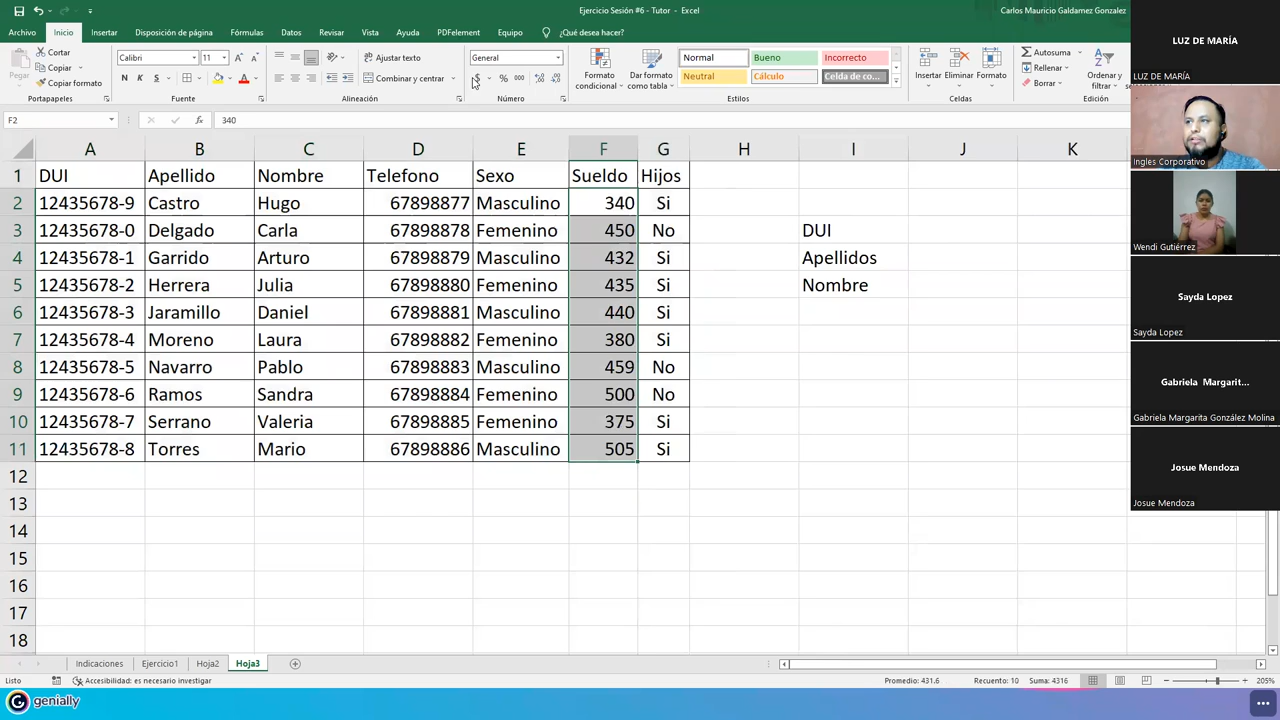 Ejercicio Sesión #6 - Tutor - Excel
Carlos Mauricio Galdamez Gonzalez
Archivo Inicio Insertar Disposición de página Fórmulas Datos Revisar Vista Ayuda PDFelement Equipo ¿Qué desea hacer?
Pegar
Cortar
Copiar
Copiar formato
Portapapeles
Calibri 11
N K S
Fuente
Ajustar texto
Combinar y centrar
Alineación
General
$ % 000
Número
Formato condicional
Dar formato como tabla
Normal Bueno Incorrecto
Neutral Cálculo Celda de co...
Estilos
Insertar Eliminar Formato
Celdas
Autosuma
Rellenar
Borrar
Ordenar y filtrar
Edición
F2 fx 340
A B C D E F G H I J K
1 DUI Apellido Nombre Telefono Sexo Sueldo Hijos
2 12435678-9 Castro Hugo 67898877 Masculino 340 Si
3 12435678-0 Delgado Carla 67898878 Femenino 450 No DUI
4 12435678-1 Garrido Arturo 67898879 Masculino 432 Si Apellidos
5 12435678-2 Herrera Julia 67898880 Femenino 435 Si Nombre
6 12435678-3 Jaramillo Daniel 67898881 Masculino 440 Si
7 12435678-4 Moreno Laura 67898882 Femenino 380 Si
8 12435678-5 Navarro Pablo 67898883 Masculino 459 No
9 12435678-6 Ramos Sandra 67898884 Femenino 500 No
10 12435678-7 Serrano Valeria 67898885 Femenino 375 Si
11 12435678-8 Torres Mario 67898886 Masculino 505 Si
12
13
14
15
16
17
18
Indicaciones Ejercicio1 Hoja2 Hoja3
Listo Accesibilidad: es necesario investigar Promedio: 431.6 Recuento: 10 Suma: 4316 205%
genially
LUZ DE MARÍA
LUZ DE MARÍA
Ingles Corporativo
Wendi Gutiérrez
Sayda Lopez
Sayda Lopez
Gabriela Margarit...
Gabriela Margarita González Molina
Josue Mendoza
Josue Mendoza